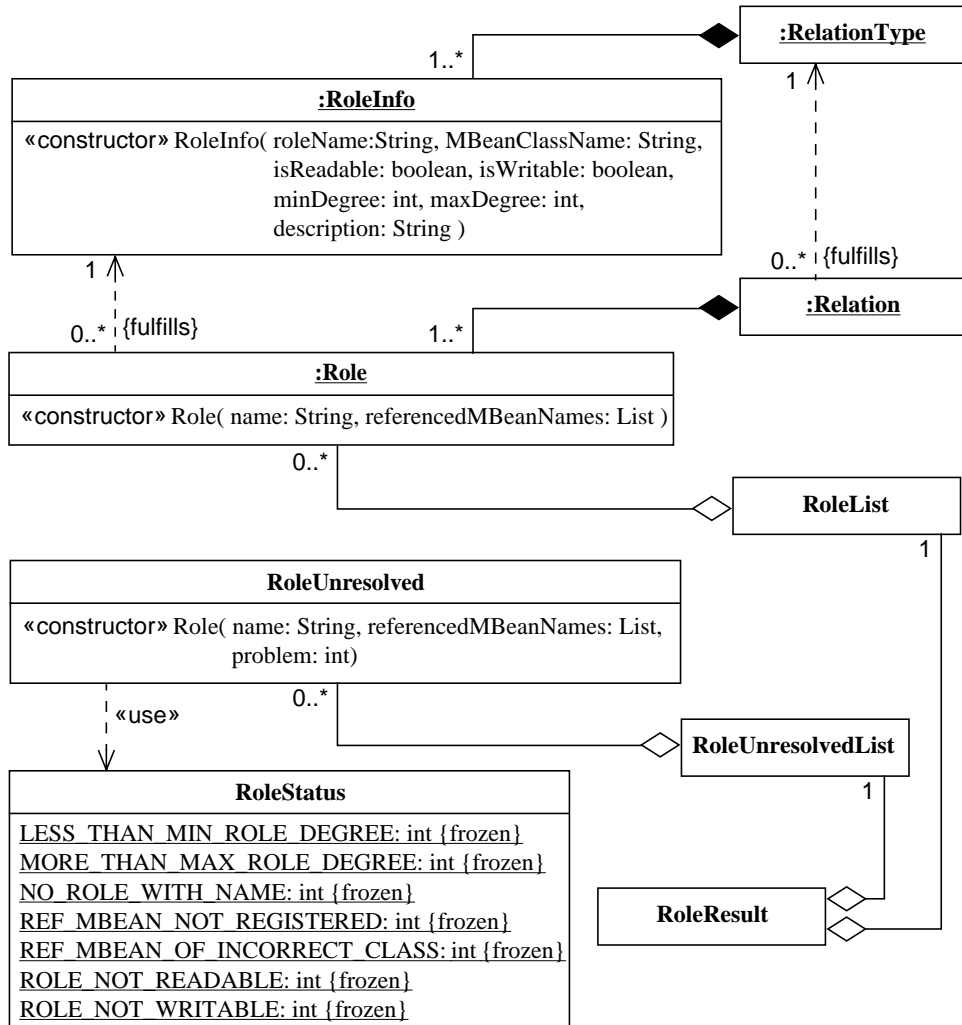 :RelationType
1..*
1
:RoleInfo
«constructor» RoleInfo( roleName:String, MBeanClassName: String,
isReadable: boolean, isWritable: boolean,
minDegree: int, maxDegree: int,
description: String )
1
0..* {fulfills}
0..* {fulfills}
1..*
:Relation
:Role
«constructor» Role( name: String, referencedMBeanNames: List )
0..*
RoleList
1
RoleUnresolved
«constructor» Role( name: String, referencedMBeanNames: List,
problem: int)
0..*
«use»
RoleUnresolvedList
1
RoleStatus
LESS_THAN_MIN_ROLE_DEGREE: int {frozen}
MORE_THAN_MAX_ROLE_DEGREE: int {frozen}
NO_ROLE_WITH_NAME: int {frozen}
REF_MBEAN_NOT_REGISTERED: int {frozen}
REF_MBEAN_OF_INCORRECT_CLASS: int {frozen}
ROLE_NOT_READABLE: int {frozen}
ROLE_NOT_WRITABLE: int {frozen}
RoleResult